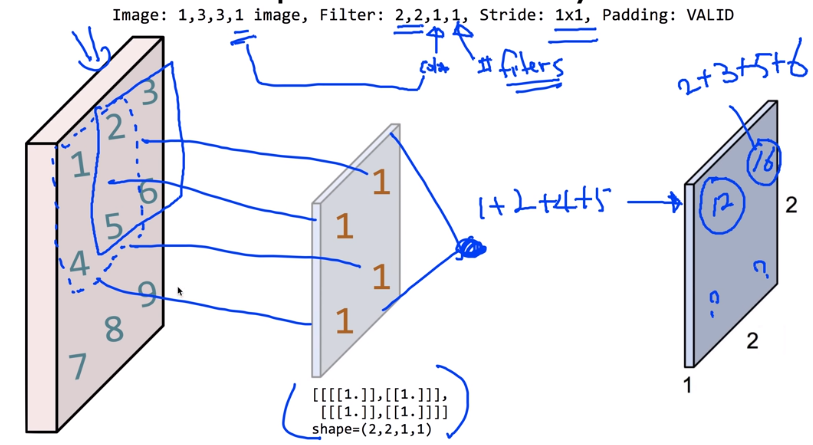 Image: 1,3,3,1 image, Filter: 2,2,1,1, Stride: 1x1, Padding: VALID
color
# filters
2+3+5+6
1 2 3
4 5 6
7 8 9
1 1
1 1
1+2+4+5
12 16
? ?
2
2
1
[[[[1.]],[[1.]]],
[[[1.]],[[1.]]]]
shape=(2,2,1,1)